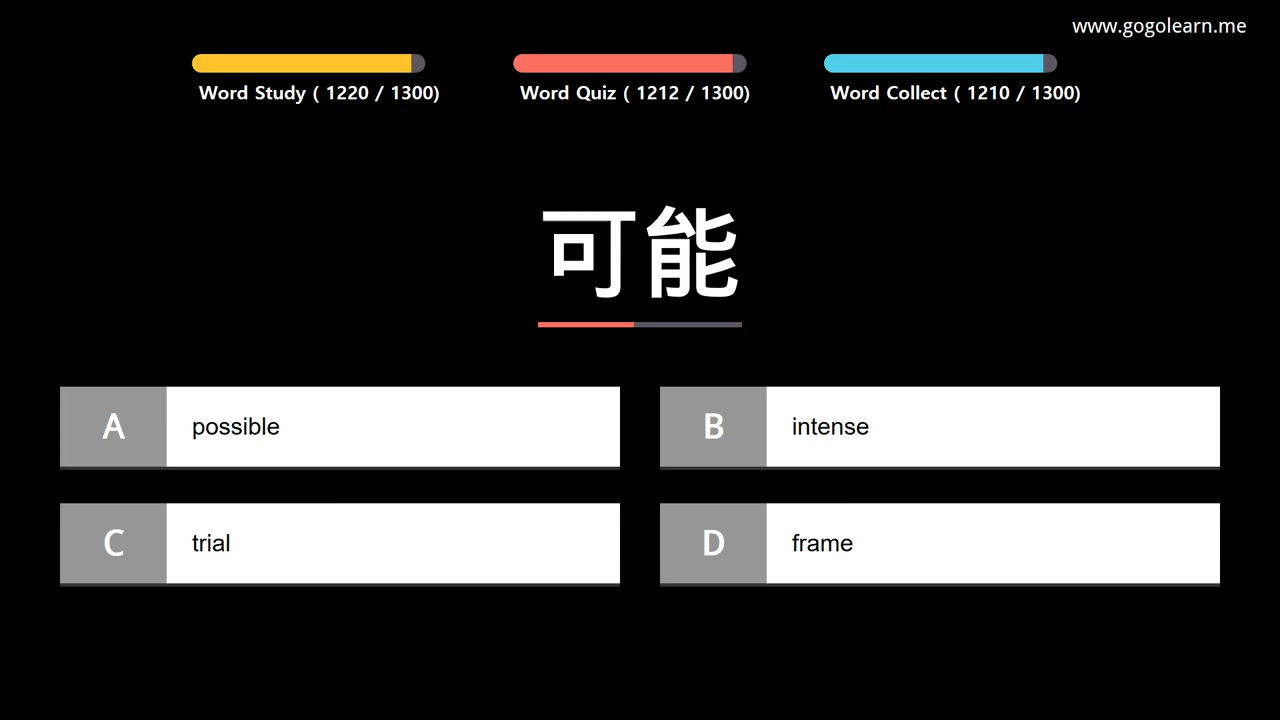 www.gogolearn.me
Word Study ( 1220 / 1300)
Word Quiz ( 1212 / 1300)
Word Collect ( 1210 / 1300)
可能
A possible
B intense
C trial
D frame